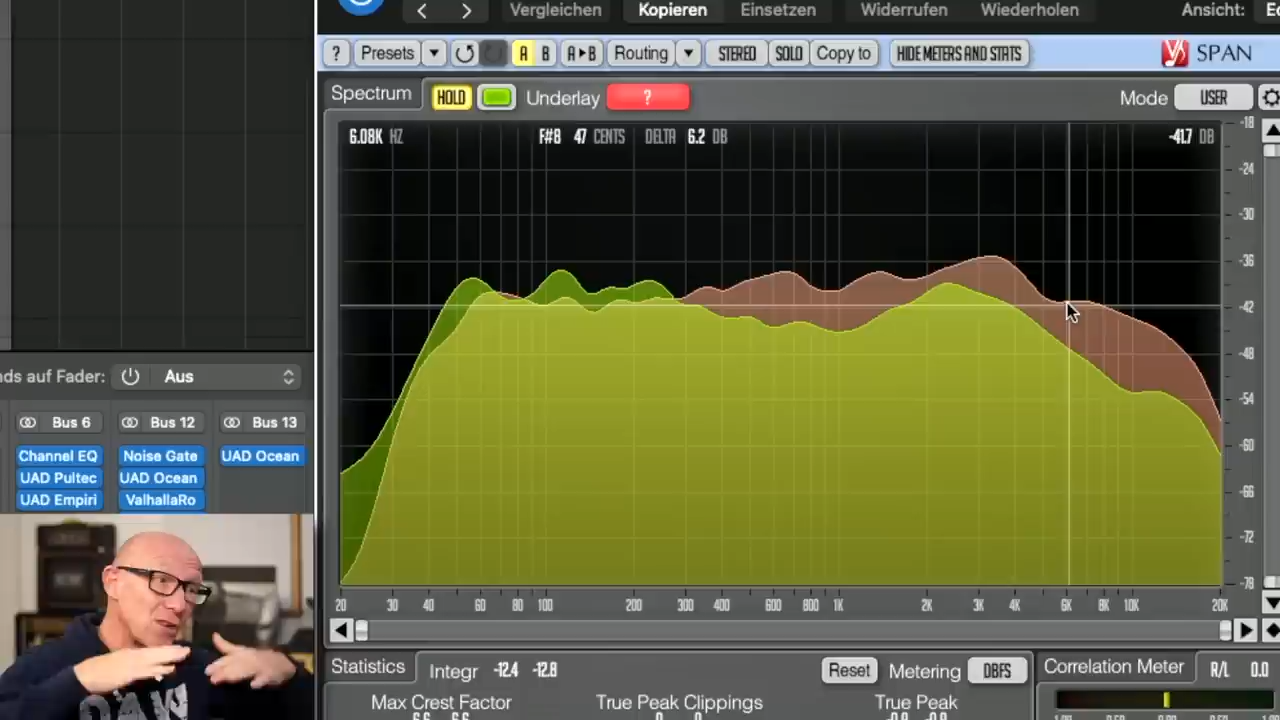 Vergleichen Kopieren Einsetzen Widerrufen Wiederholen Ansicht:
? Presets A B A▸B Routing STEREO SOLO Copy to HIDE METERS AND STATS SPAN
Spectrum HOLD Underlay ? Mode USER
6.08K HZ F#8 47 CENTS DELTA 6.2 DB -41.7 DB
-18
-24
-30
-36
-42
-48
-54
-60
-66
-72
-78
20 30 40 60 80 100 200 300 400 600 800 1K 2K 3K 4K 6K 8K 10K 20K
nds auf Fader: Aus
Bus 6 Bus 12 Bus 13
Channel EQ Noise Gate UAD Ocean
UAD Pultec UAD Ocean
UAD Empiri ValhallaRo
Statistics Integr -12.4 -12.8 Reset Metering DBFS Correlation Meter R/L 0.0
Max Crest Factor True Peak Clippings True Peak